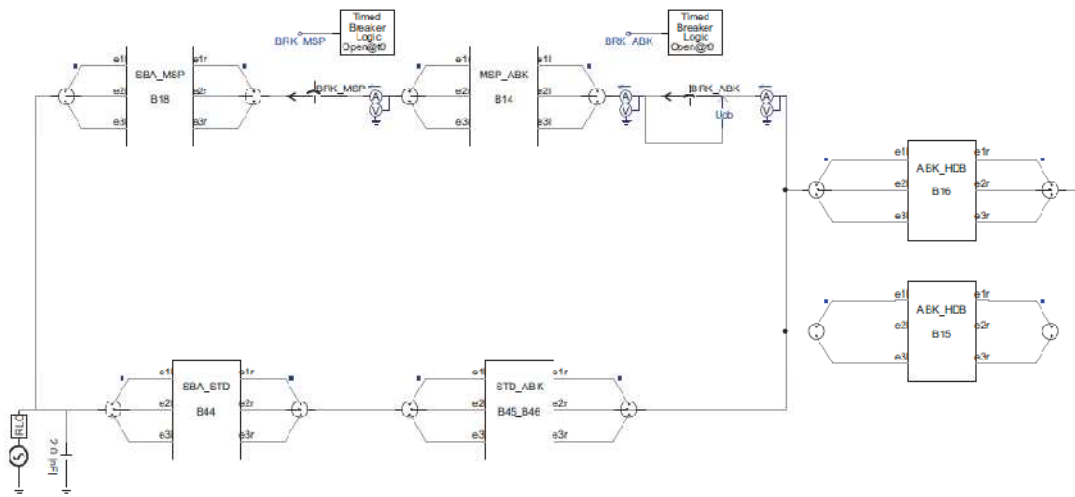 Timed
Breaker
Logic
Open@t0
BRK_MSP
Timed
Breaker
Logic
Open@t0
BRK_ABK
e1l
SBA_MSP
e1r
e2l
B18
e2r
e3l
e3r
BRK_MSP
A
V
e1l
MSP_ABK
e1r
e2l
B14
e2r
e3l
e3r
A
V
BRK_ABK
Ucb
A
V
e1l
ABK_HDB
e1r
e2l
B16
e2r
e3l
e3r
e1l
ABK_HDB
e1r
e2l
B15
e2r
e3l
e3r
e1l
SBA_STD
e1r
e2l
B44
e2r
e3l
e3r
e1l
STD_ABK
e1r
e2l
B45_B46
e2r
e3l
e3r
RLC
S